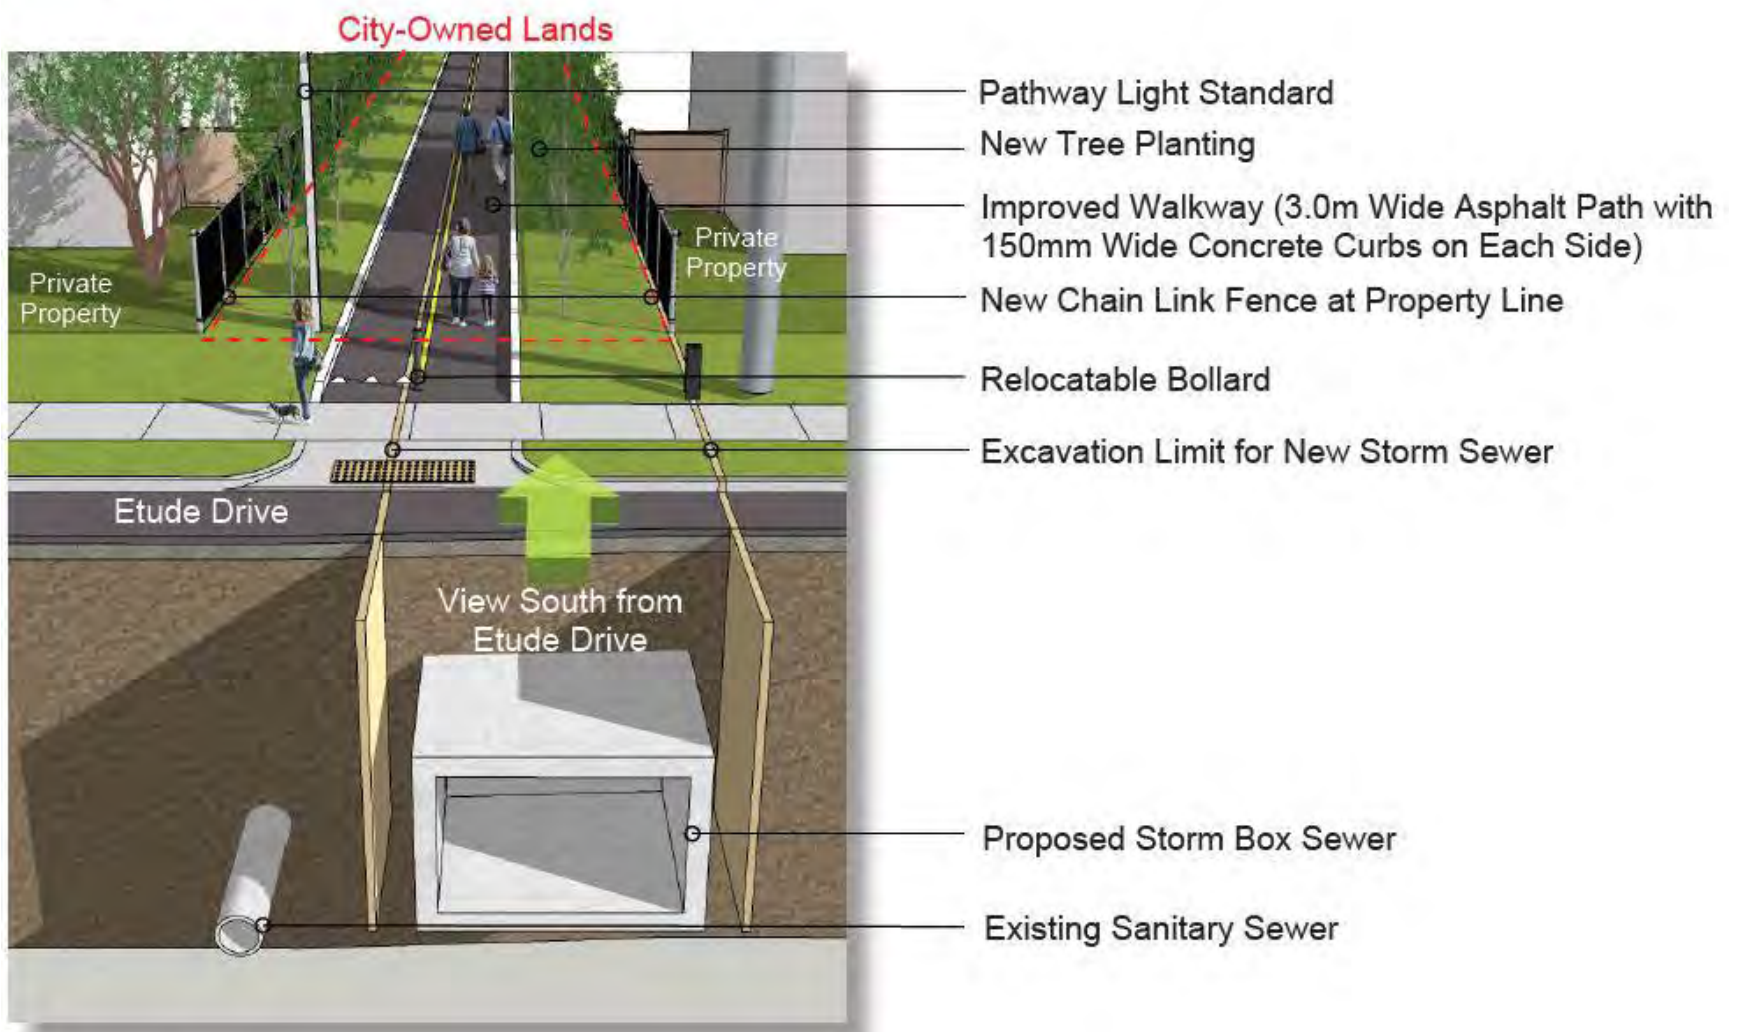 City-Owned Lands
Pathway Light Standard
New Tree Planting
Improved Walkway (3.0m Wide Asphalt Path with
150mm Wide Concrete Curbs on Each Side)
Private
Property
Private
Property
New Chain Link Fence at Property Line
Relocatable Bollard
Excavation Limit for New Storm Sewer
Etude Drive
View South from
Etude Drive
Proposed Storm Box Sewer
Existing Sanitary Sewer